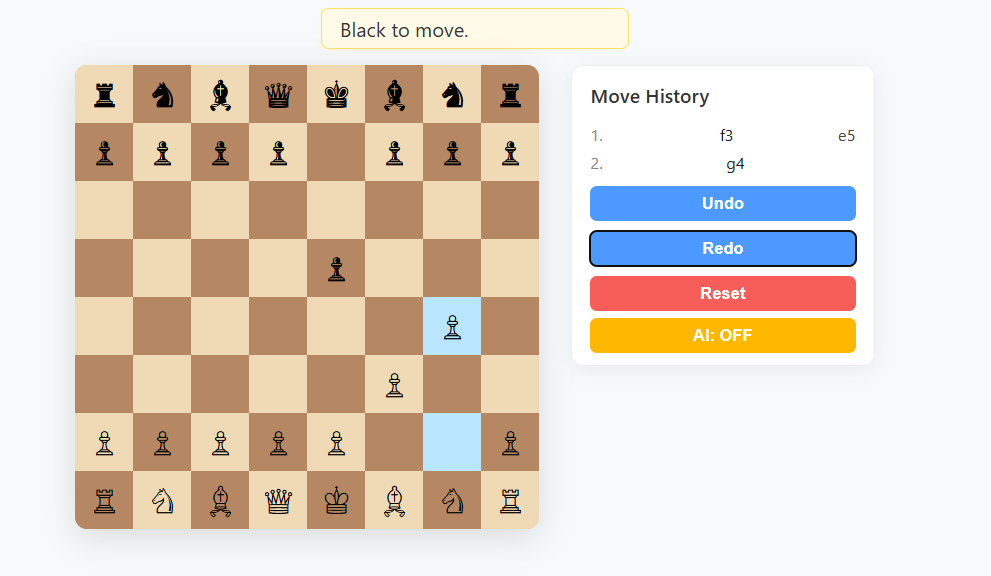 Black to move.
Move History
1. f3 e5
2. g4
Undo
Redo
Reset
AI: OFF